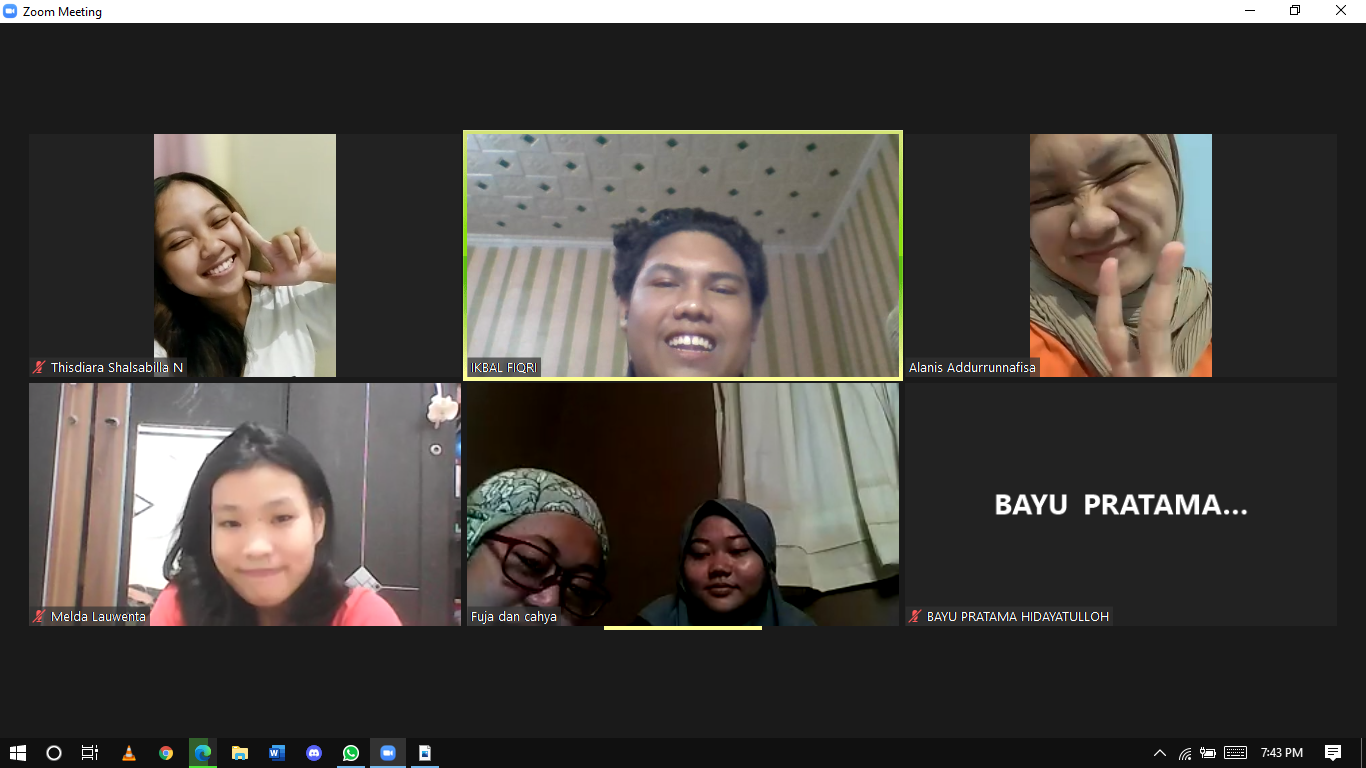 Zoom Meeting
Thisdiara Shalsabilla N
IKBAL FIQRI
Alanis Addurrunnafisa
BAYU PRATAMA...
Melda Lauwenta
Fuja dan cahya
BAYU PRATAMA HIDAYATULLOH
7:43 PM